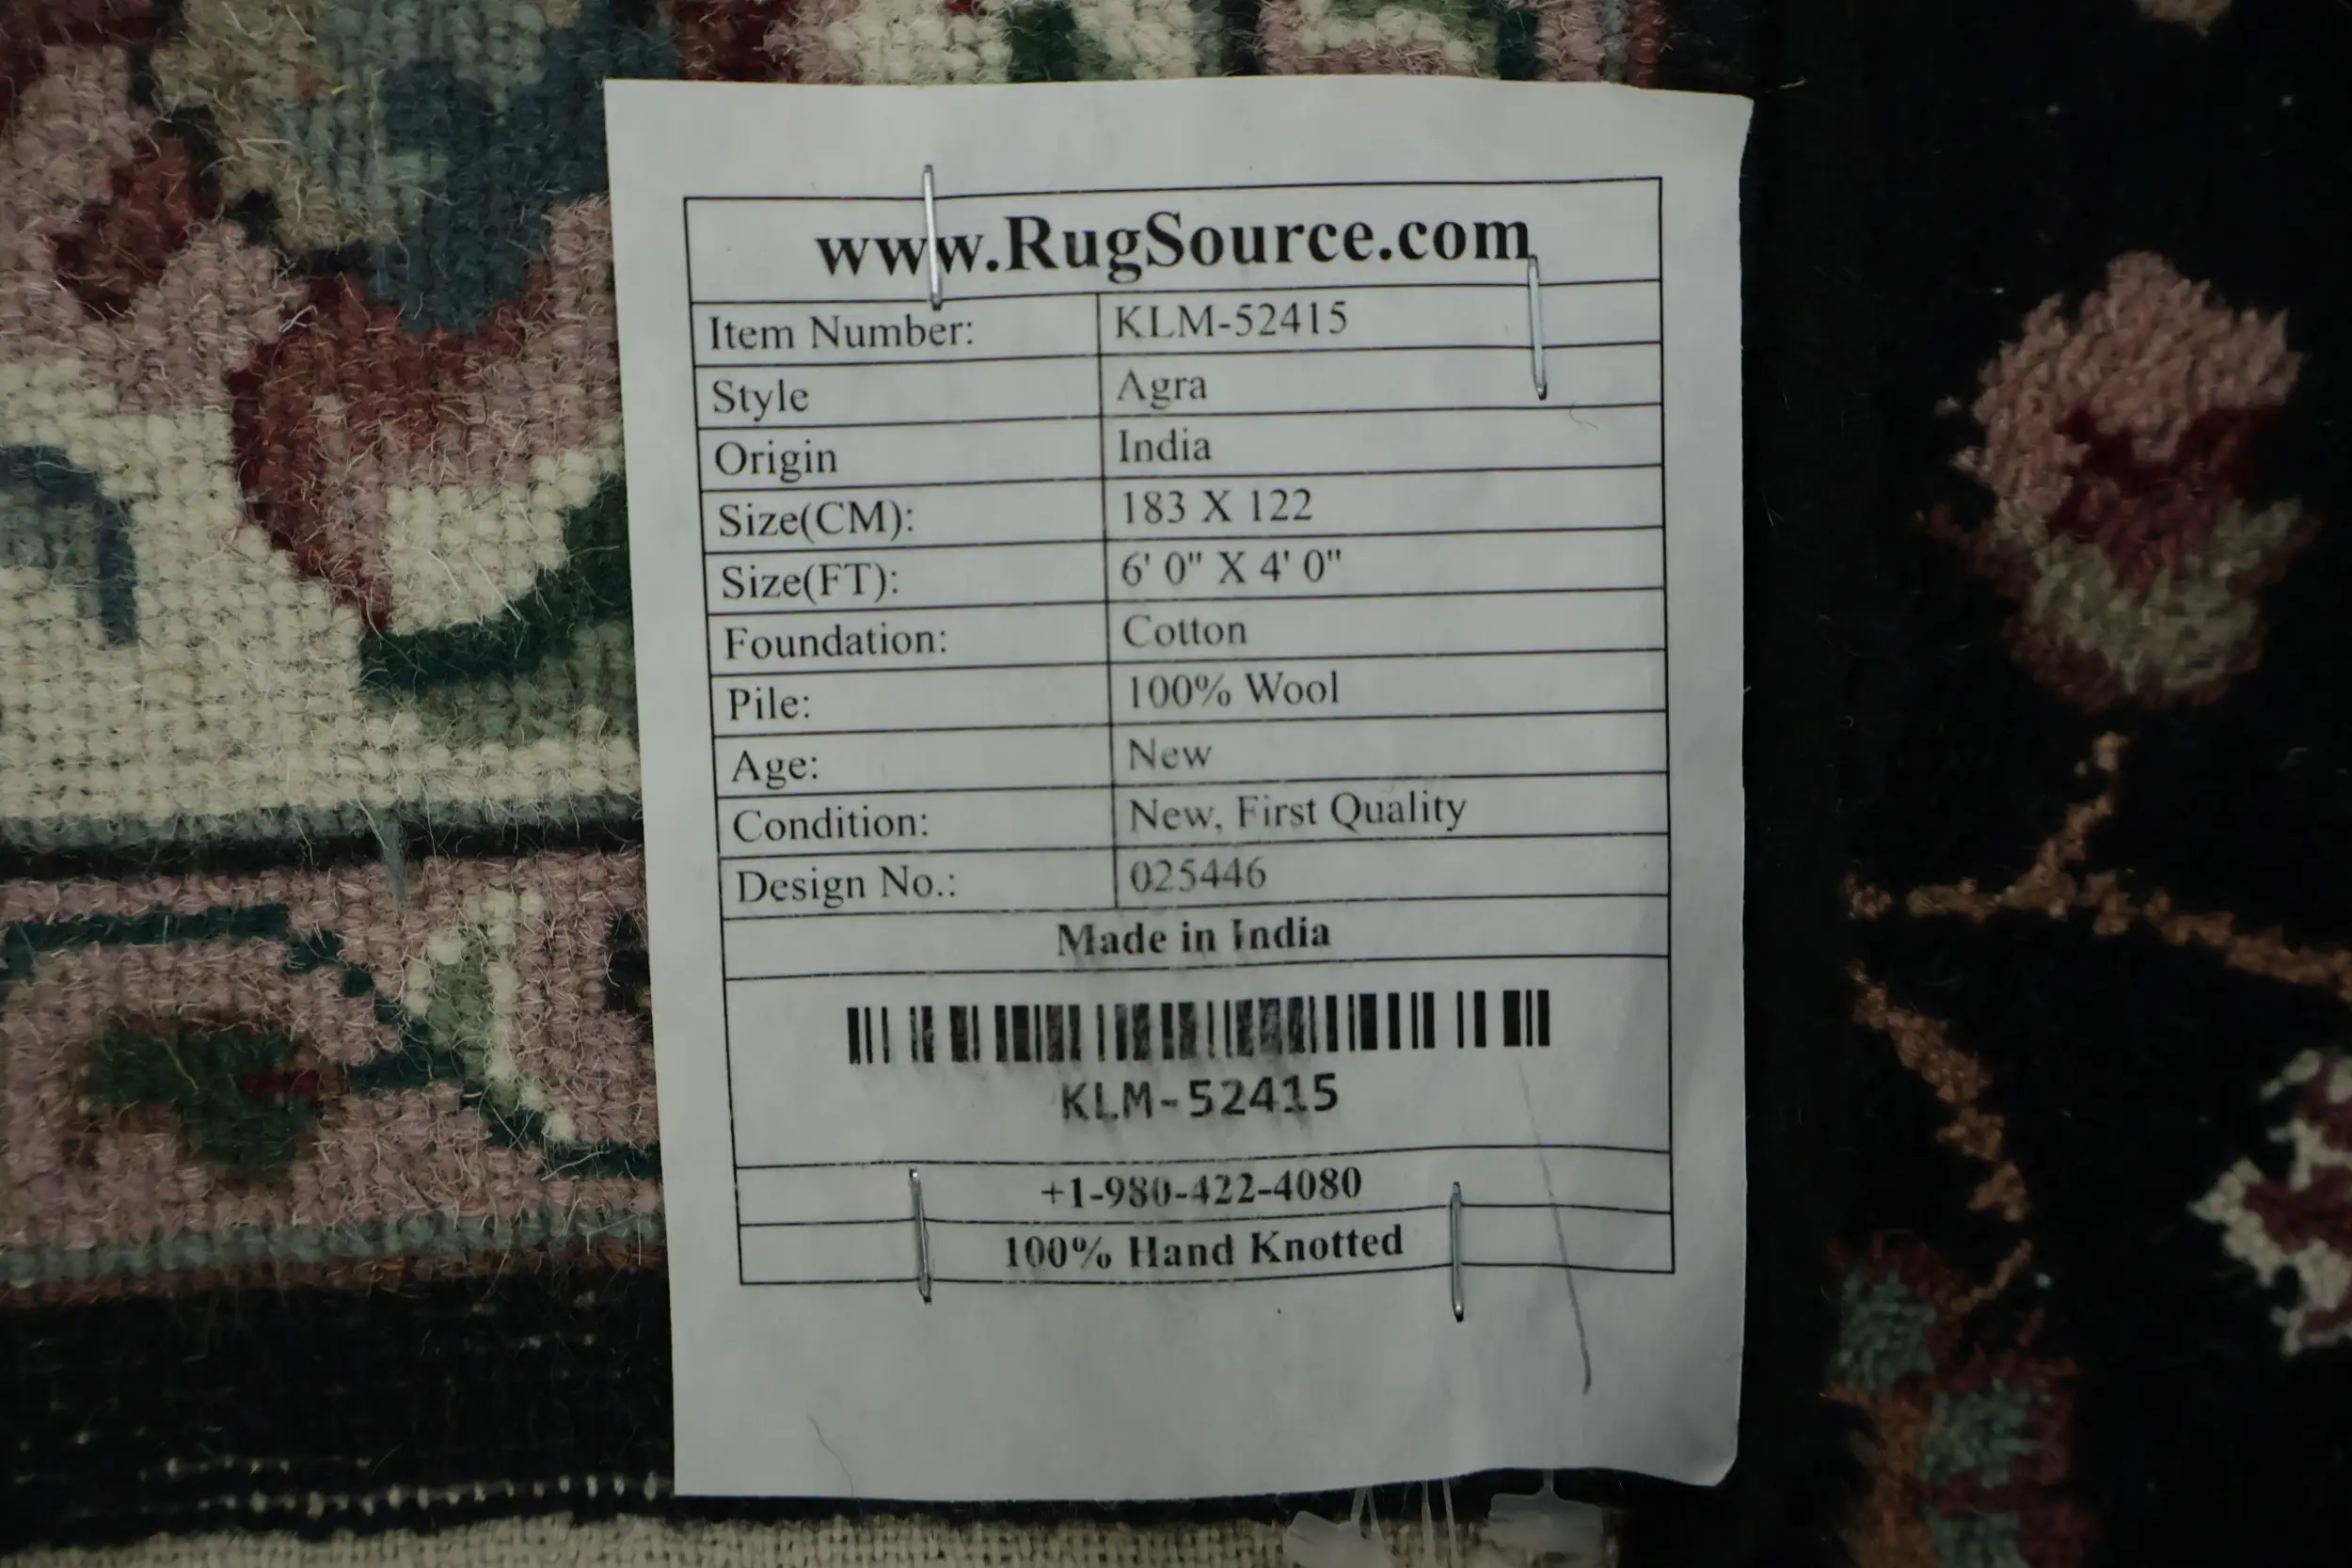 www.RugSource.com
Item Number: KLM-52415
Style Agra
Origin India
Size(CM): 183 X 122
Size(FT): 6' 0" X 4' 0"
Foundation: Cotton
Pile: 100% Wool
Age: New
Condition: New, First Quality
Design No.: 025446
Made in India
KLM-52415
+1-980-422-4080
100% Hand Knotted